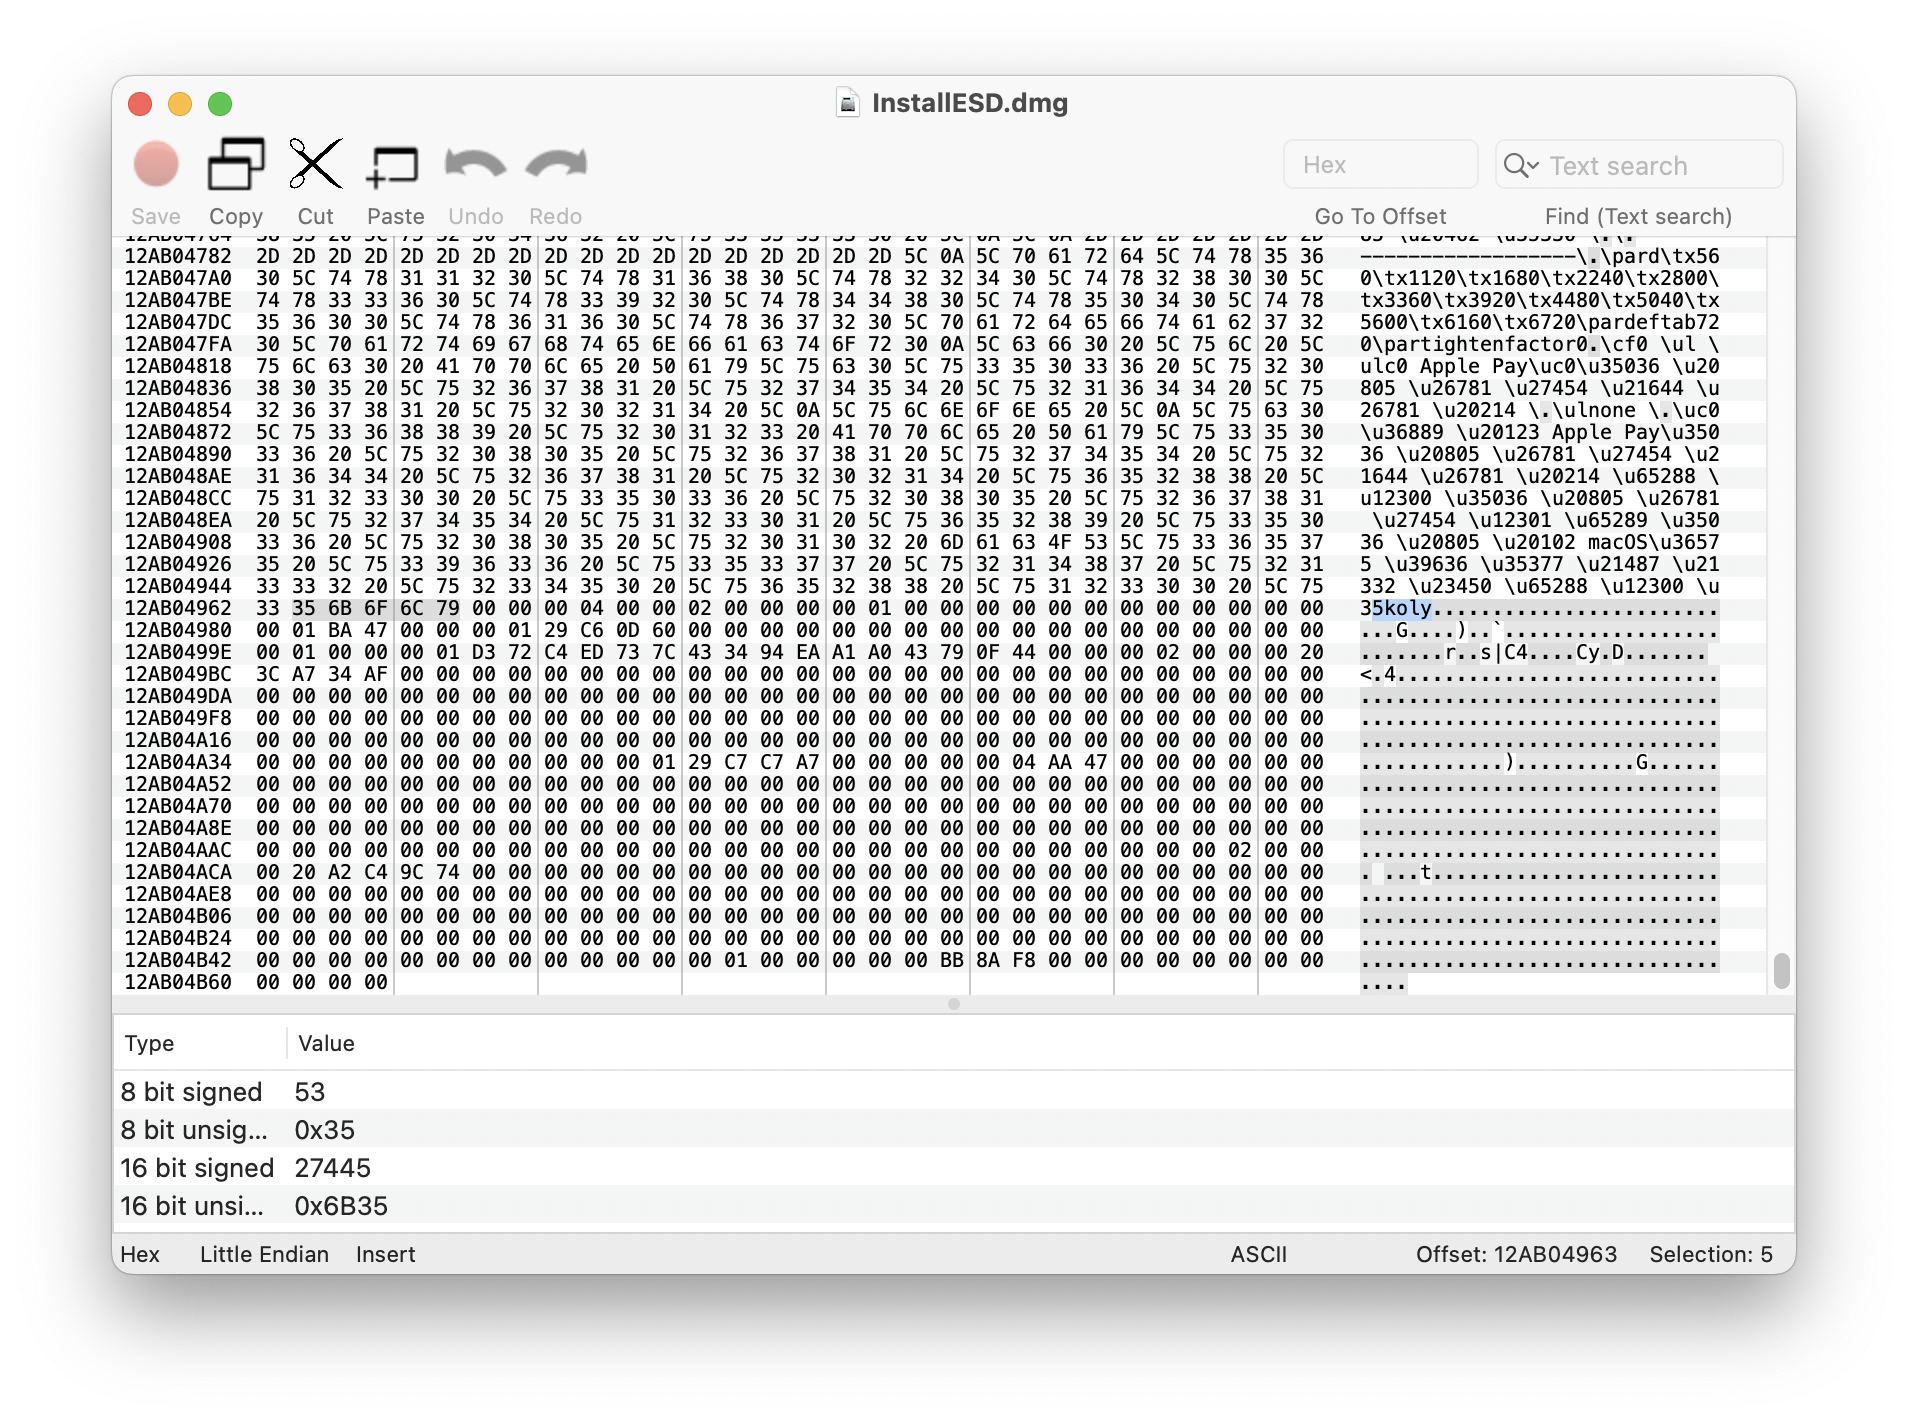 InstallESD.dmg
Save Copy Cut Paste Undo Redo
Hex
Text search
Go To Offset
Find (Text search)
12AB04782 2D 2D 2D 2D 2D 2D 2D 2D 2D 2D 2D 2D 2D 2D 2D 2D 2D 2D 5C 0A 5C 70 61 72 64 5C 74 78 35 36 ------------------\.\pard\tx56
12AB047A0 30 5C 74 78 31 31 32 30 5C 74 78 31 36 38 30 5C 74 78 32 32 34 30 5C 74 78 32 38 30 30 5C 0\tx1120\tx1680\tx2240\tx2800\
12AB047BE 74 78 33 33 36 30 5C 74 78 33 39 32 30 5C 74 78 34 34 38 30 5C 74 78 35 30 34 30 5C 74 78 tx3360\tx3920\tx4480\tx5040\tx
12AB047DC 35 36 30 30 5C 74 78 36 31 36 30 5C 74 78 36 37 32 30 5C 70 61 72 64 65 66 74 61 62 37 32 5600\tx6160\tx6720\pardeftab72
12AB047FA 30 5C 70 61 72 74 69 67 68 74 65 6E 66 61 63 74 6F 72 30 0A 5C 63 66 30 20 5C 75 6C 20 5C 0\partightenfactor0.\cf0 \ul \
12AB04818 75 6C 63 30 20 41 70 70 6C 65 20 50 61 79 5C 75 63 30 5C 75 33 35 30 33 36 20 5C 75 32 30 ulc0 Apple Pay\uc0\u35036 \u20
12AB04836 38 30 35 20 5C 75 32 36 37 38 31 20 5C 75 32 37 34 35 34 20 5C 75 32 31 36 34 34 20 5C 75 805 \u26781 \u27454 \u21644 \u
12AB04854 32 36 37 38 31 20 5C 75 32 30 32 31 34 20 5C 0A 5C 75 6C 6E 6F 6E 65 20 5C 0A 5C 75 63 30 26781 \u20214 \.\ulnone \.\uc0
12AB04872 5C 75 33 36 38 38 39 20 5C 75 32 30 31 32 33 20 41 70 70 6C 65 20 50 61 79 5C 75 33 35 30 \u36889 \u20123 Apple Pay\u350
12AB04890 33 36 20 5C 75 32 30 38 30 35 20 5C 75 32 36 37 38 31 20 5C 75 32 37 34 35 34 20 5C 75 32 36 \u20805 \u26781 \u27454 \u2
12AB048AE 31 36 34 34 20 5C 75 32 36 37 38 31 20 5C 75 32 30 32 31 34 20 5C 75 36 35 32 38 38 20 5C 1644 \u26781 \u20214 \u65288 \
12AB048CC 75 31 32 33 30 30 20 5C 75 33 35 30 33 36 20 5C 75 32 30 38 30 35 20 5C 75 32 36 37 38 31 u12300 \u35036 \u20805 \u26781
12AB048EA 20 5C 75 32 37 34 35 34 20 5C 75 31 32 33 30 31 20 5C 75 36 35 32 38 39 20 5C 75 33 35 30 \u27454 \u12301 \u65289 \u350
12AB04908 33 36 20 5C 75 32 30 38 30 35 20 5C 75 32 30 31 30 32 20 6D 61 63 4F 53 5C 75 33 36 35 37 36 \u20805 \u20102 macOS\u3657
12AB04926 35 20 5C 75 33 39 36 33 36 20 5C 75 33 35 33 37 37 20 5C 75 32 31 34 38 37 20 5C 75 32 31 5 \u39636 \u35377 \u21487 \u21
12AB04944 33 33 32 20 5C 75 32 33 34 35 30 20 5C 75 36 35 32 38 38 20 5C 75 31 32 33 30 30 20 5C 75 332 \u23450 \u65288 \u12300 \u
12AB04962 33 35 6B 6F 6C 79 00 00 00 04 00 00 02 00 00 00 00 01 00 00 00 00 00 00 00 00 00 00 00 00 35koly........................
12AB04980 00 01 BA 47 00 00 00 01 29 C6 0D 60 00 00 00 00 00 00 00 00 00 00 00 00 00 00 00 00 00 00 ...G....)..`..................
12AB0499E 00 01 00 00 00 01 D3 72 C4 ED 73 7C 43 34 94 EA A1 A0 43 79 0F 44 00 00 00 02 00 00 00 20 .......r..s|C4....Cy.D.......
12AB049BC 3C A7 34 AF 00 00 00 00 00 00 00 00 00 00 00 00 00 00 00 00 00 00 00 00 00 00 00 00 00 00 <.4...........................
12AB049DA 00 00 00 00 00 00 00 00 00 00 00 00 00 00 00 00 00 00 00 00 00 00 00 00 00 00 00 00 00 00 ..............................
12AB049F8 00 00 00 00 00 00 00 00 00 00 00 00 00 00 00 00 00 00 00 00 00 00 00 00 00 00 00 00 00 00 ..............................
12AB04A16 00 00 00 00 00 00 00 00 00 00 00 00 00 00 00 00 00 00 00 00 00 00 00 00 00 00 00 00 00 00 ..............................
12AB04A34 00 00 00 00 00 00 00 00 00 00 00 01 29 C7 C7 A7 00 00 00 00 00 04 AA 47 00 00 00 00 00 00 ............)..........G......
12AB04A52 00 00 00 00 00 00 00 00 00 00 00 00 00 00 00 00 00 00 00 00 00 00 00 00 00 00 00 00 00 00 ..............................
12AB04A70 00 00 00 00 00 00 00 00 00 00 00 00 00 00 00 00 00 00 00 00 00 00 00 00 00 00 00 00 00 00 ..............................
12AB04A8E 00 00 00 00 00 00 00 00 00 00 00 00 00 00 00 00 00 00 00 00 00 00 00 00 00 00 00 00 00 00 ..............................
12AB04AAC 00 00 00 00 00 00 00 00 00 00 00 00 00 00 00 00 00 00 00 00 00 00 00 00 00 00 00 02 00 00 ..............................
12AB04ACA 00 20 A2 C4 9C 74 00 00 00 00 00 00 00 00 00 00 00 00 00 00 00 00 00 00 00 00 00 00 00 00 . ...t........................
12AB04AE8 00 00 00 00 00 00 00 00 00 00 00 00 00 00 00 00 00 00 00 00 00 00 00 00 00 00 00 00 00 00 ..............................
12AB04B06 00 00 00 00 00 00 00 00 00 00 00 00 00 00 00 00 00 00 00 00 00 00 00 00 00 00 00 00 00 00 ..............................
12AB04B24 00 00 00 00 00 00 00 00 00 00 00 00 00 00 00 00 00 00 00 00 00 00 00 00 00 00 00 00 00 00 ..............................
12AB04B42 00 00 00 00 00 00 00 00 00 00 00 00 00 01 00 00 00 00 00 BB 8A F8 00 00 00 00 00 00 00 00 ..............................
12AB04B60 00 00 00 00 ....
Type Value
8 bit signed 53
8 bit unsig... 0x35
16 bit signed 27445
16 bit unsi... 0x6B35
Hex Little Endian Insert ASCII Offset: 12AB04963 Selection: 5